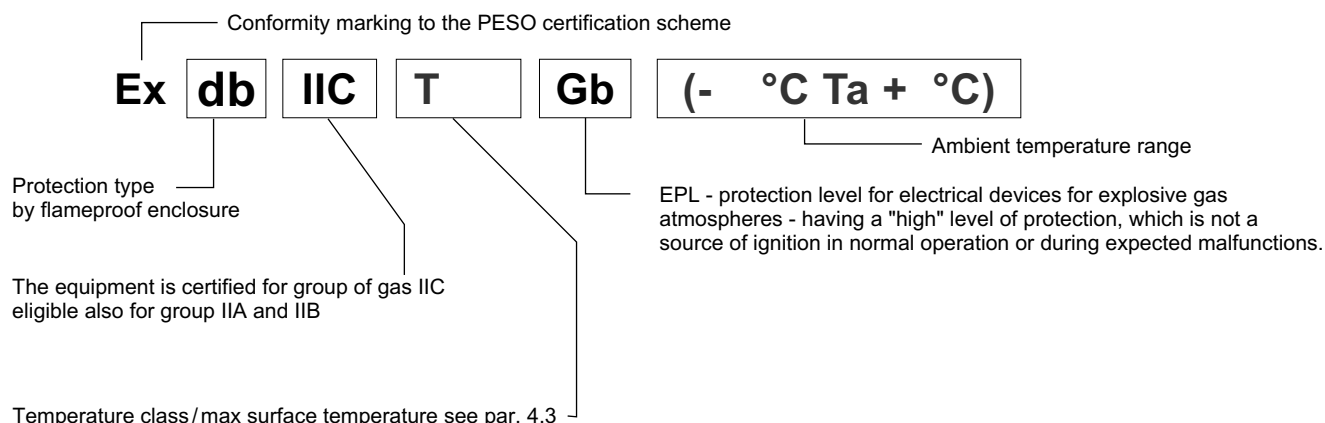 Conformity marking to the PESO certification scheme
Ex db IIC T Gb (- °C Ta + °C)
Ambient temperature range
Protection type
by flameproof enclosure
EPL - protection level for electrical devices for explosive gas
atmospheres - having a "high" level of protection, which is not a
source of ignition in normal operation or during expected malfunctions.
The equipment is certified for group of gas IIC
eligible also for group IIA and IIB
Temperature class/max surface temperature see par. 4.3